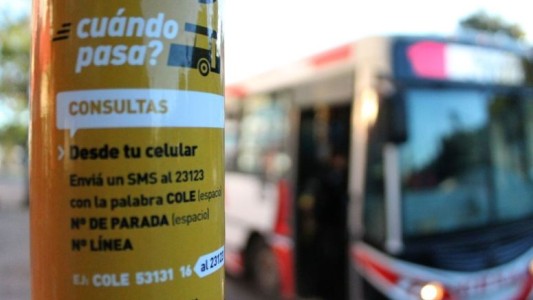 cuándo
pasa?
CONSULTAS
Desde tu celular
Enviá un SMS al 23123
con la palabra COLE (espacio)
Nº DE PARADA (espacio)
Nº LÍNEA
EJ: COLE 53131 16 al 23123